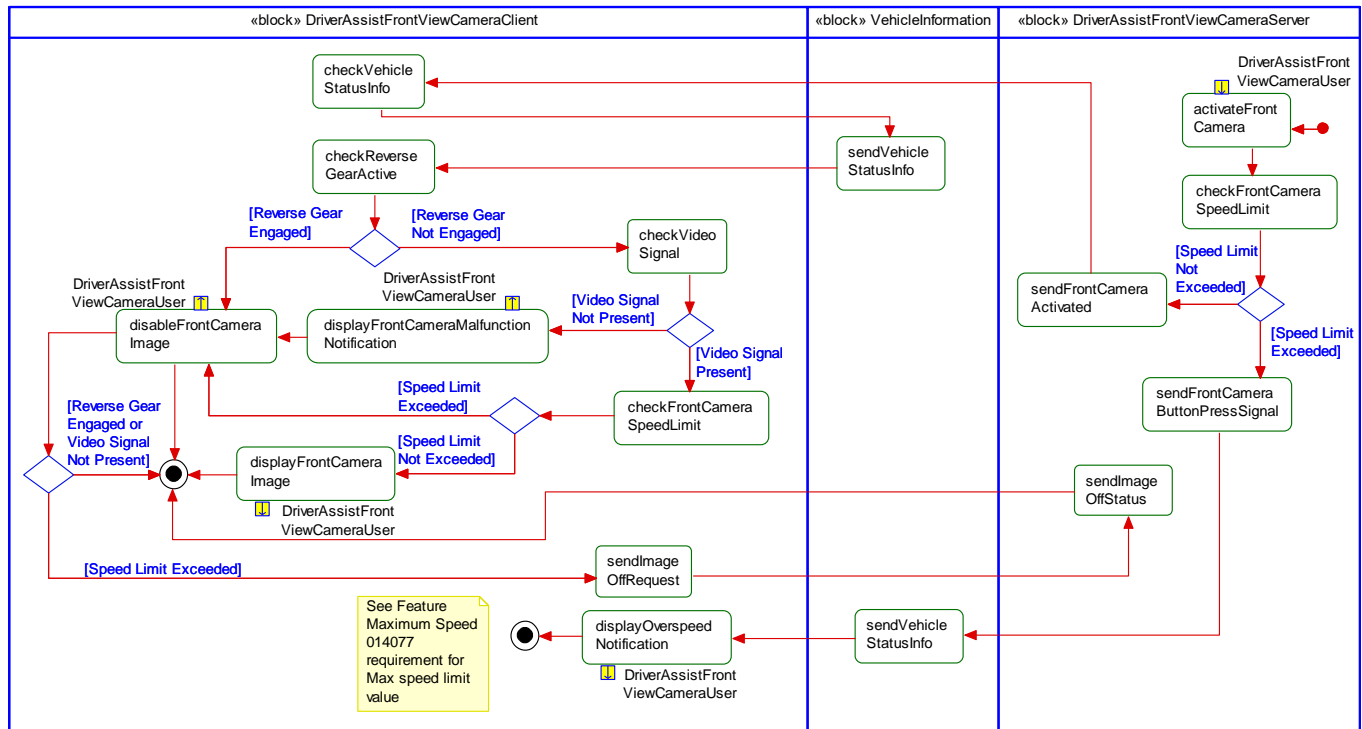 «block» DriverAssistFrontViewCameraClient
«block» VehicleInformation
«block» DriverAssistFrontViewCameraServer
checkVehicle
StatusInfo
DriverAssistFront
ViewCameraUser
activateFront
Camera
checkReverse
GearActive
sendVehicle
StatusInfo
checkFrontCamera
SpeedLimit
[Reverse Gear
Engaged]
[Reverse Gear
Not Engaged]
checkVideo
Signal
[Speed Limit
Not
Exceeded]
sendFrontCamera
Activated
DriverAssistFront
ViewCameraUser
DriverAssistFront
ViewCameraUser
disableFrontCamera
Image
displayFrontCameraMalfunction
Notification
[Video Signal
Not Present]
[Video Signal
Present]
[Speed Limit
Exceeded]
[Speed Limit
Exceeded]
checkFrontCamera
SpeedLimit
sendFrontCamera
ButtonPressSignal
[Reverse Gear
Engaged or
Video Signal
Not Present]
[Speed Limit
Not Exceeded]
displayFrontCamera
Image
DriverAssistFront
ViewCameraUser
sendImage
OffStatus
[Speed Limit Exceeded]
sendImage
OffRequest
See Feature
Maximum Speed
014077
requirement for
Max speed limit
value
displayOverspeed
Notification
DriverAssistFront
ViewCameraUser
sendVehicle
StatusInfo